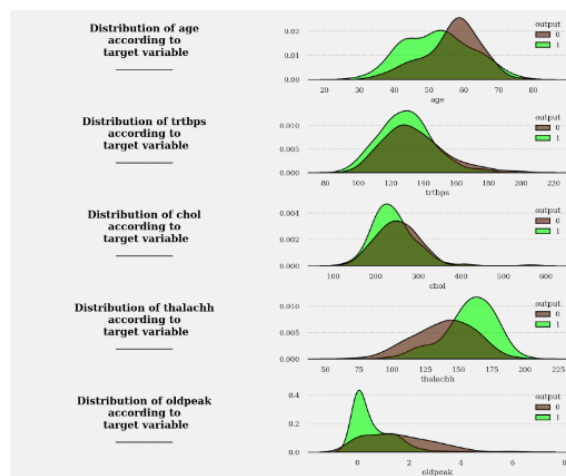 Distribution of age
according to
target variable
output
0
1
0.02
0.01
0.00
20 30 40 50 60 70 80
age
Distribution of trtbps
according to
target variable
output
0
1
0.010
0.005
0.000
80 100 120 140 160 180 200 220
trtbps
Distribution of chol
according to
target variable
output
0
1
0.004
0.002
0.000
100 200 300 400 500 600
chol
Distribution of thalachh
according to
target variable
output
0
1
0.010
0.005
0.000
50 75 100 125 150 175 200 225
thalachh
Distribution of oldpeak
according to
target variable
output
0
1
0.4
0.2
0.0
0 2 4 6 8
oldpeak